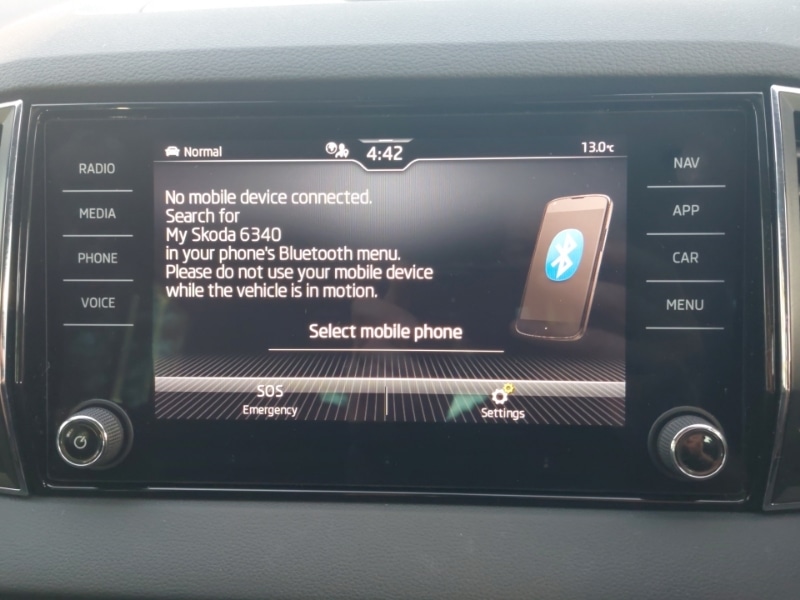 Normal 4:42 13.0°C
RADIO
MEDIA
PHONE
VOICE
No mobile device connected.
Search for
My Skoda 6340
in your phone's Bluetooth menu.
Please do not use your mobile device
while the vehicle is in motion.
Select mobile phone
SOS
Emergency
Settings
NAV
APP
CAR
MENU